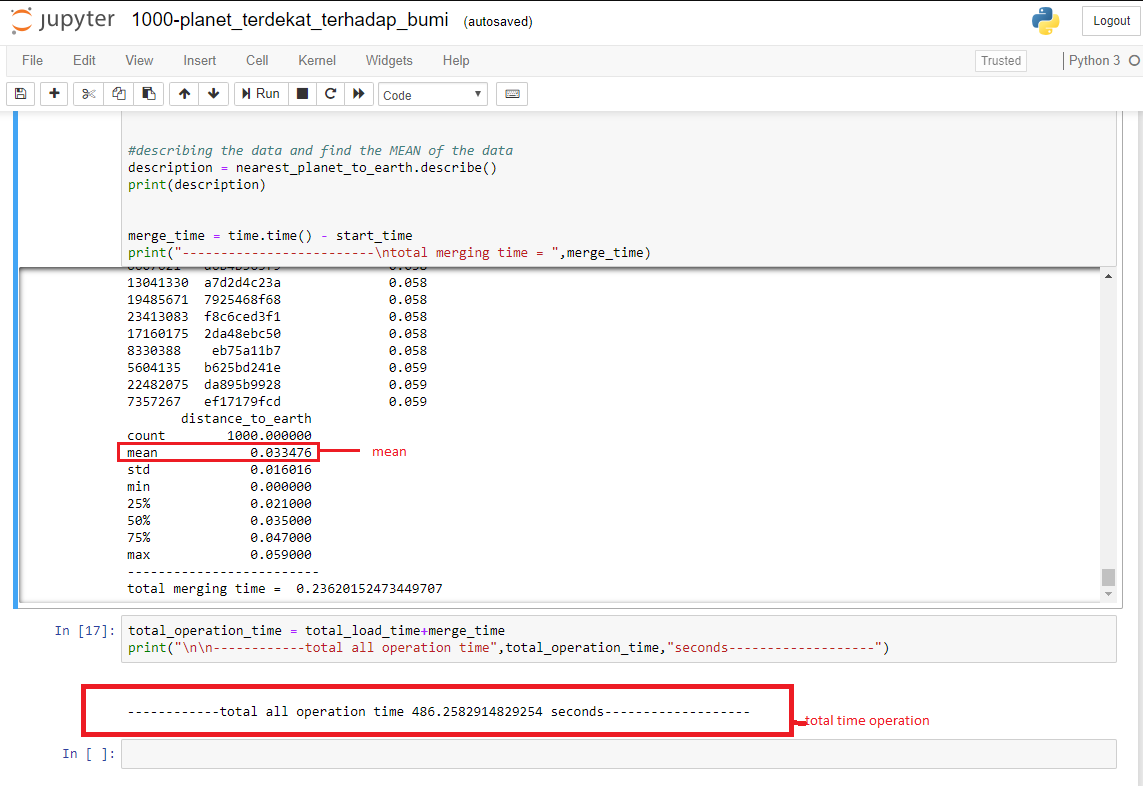 jupyter 1000-planet_terdekat_terhadap_bumi (autosaved) Logout
File Edit View Insert Cell Kernel Widgets Help Trusted Python 3
Run Code
#describing the data and find the MEAN of the data
description = nearest_planet_to_earth.describe()
print(description)
merge_time = time.time() - start_time
print("-------------------------\ntotal merging time = ",merge_time)
13041330 a7d2d4c23a 0.058
19485671 7925468f68 0.058
23413083 f8c6ced3f1 0.058
17160175 2da48ebc50 0.058
8330388 eb75a11b7 0.058
5604135 b625bd241e 0.059
22482075 da895b9928 0.059
7357267 ef17179fcd 0.059
distance_to_earth
count 1000.000000
mean 0.033476 mean
std 0.016016
min 0.000000
25% 0.021000
50% 0.035000
75% 0.047000
max 0.059000
-------------------------
total merging time = 0.23620152473449707
In [17]: total_operation_time = total_load_time+merge_time
print("\n\n------------total all operation time",total_operation_time,"seconds-------------------")
------------total all operation time 486.2582914829254 seconds-------------------
total time operation
In [ ]: